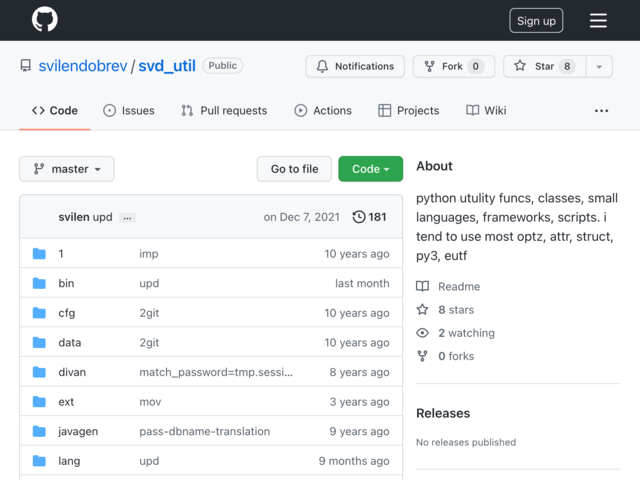 Sign up
svilendobrev / svd_util Public
Notifications
Fork 0
Star 8
Code
Issues
Pull requests
Actions
Projects
Wiki
master
Go to file
Code
svilen upd ... on Dec 7, 2021 181
1 imp 10 years ago
bin upd last month
cfg 2git 10 years ago
data 2git 10 years ago
divan match_password=tmp.sessi... 8 years ago
ext mov 3 years ago
javagen pass-dbname-translation 9 years ago
lang upd 9 months ago
About
python utulity funcs, classes, small
languages, frameworks, scripts. i
tend to use most optz, attr, struct,
py3, eutf
Readme
8 stars
2 watching
0 forks
Releases
No releases published